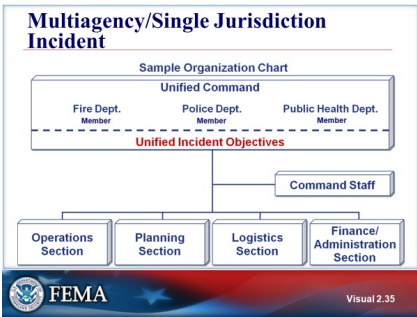 Multiagency/Single Jurisdiction
Incident
Sample Organization Chart
Unified Command
Fire Dept. Police Dept. Public Health Dept.
Member Member Member
Unified Incident Objectives
Command Staff
Operations
Section
Planning
Section
Logistics
Section
Finance/
Administration
Section
FEMA
Visual 2.35